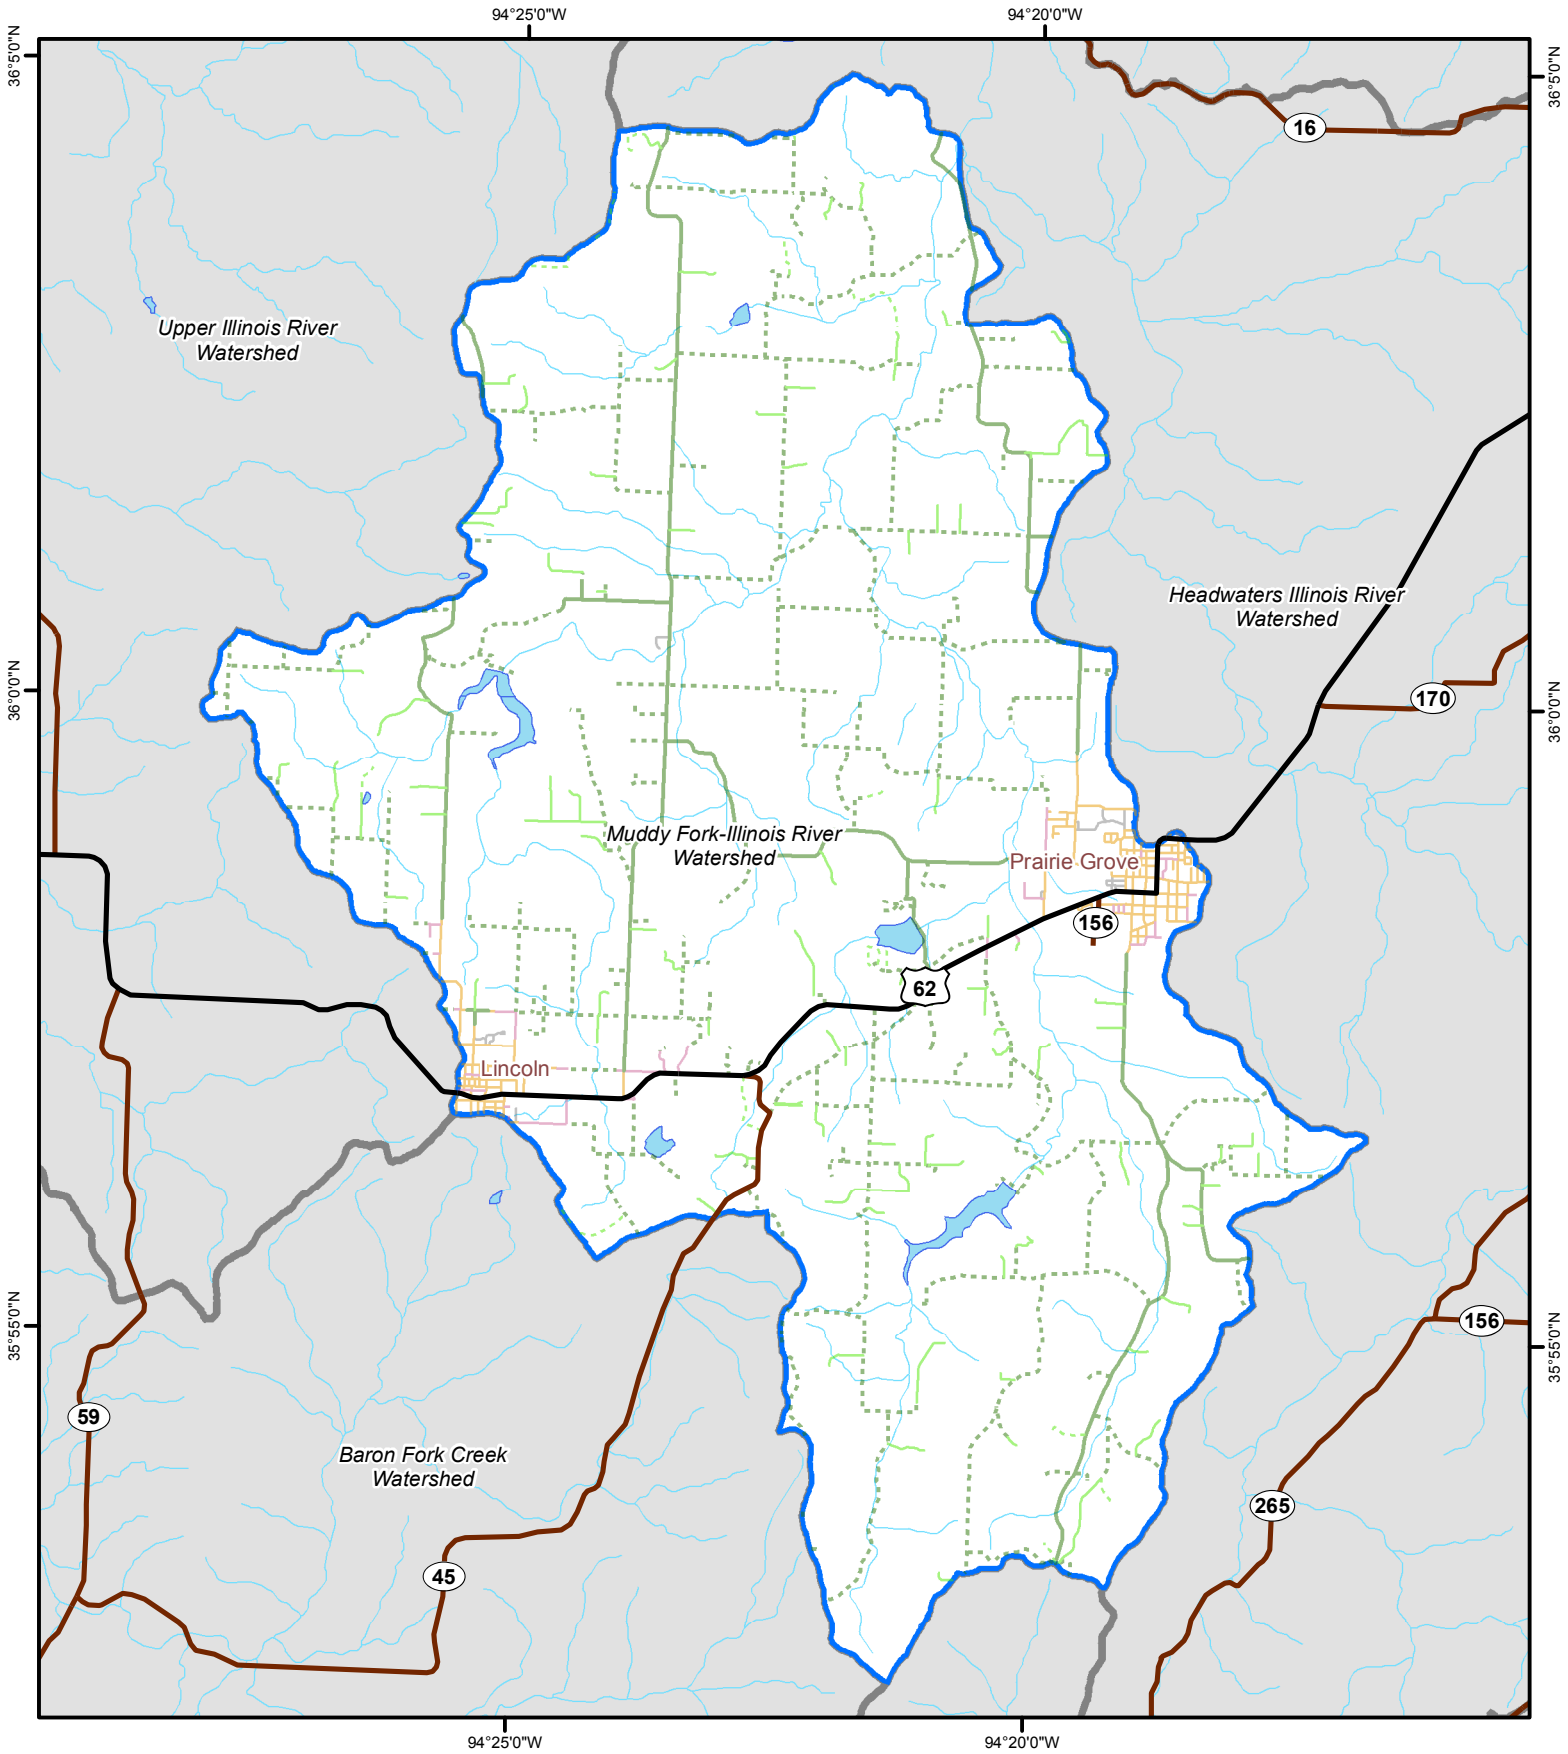 94°25'0"W
94°20'0"W
36°5'0"N
36°5'0"N
16
Upper Illinois River
Watershed
Headwaters Illinois River
Watershed
36°0'0"N
170
36°0'0"N
Muddy Fork-Illinois River
Watershed
Prairie Grove
156
62
Lincoln
35°55'0"N
156
35°55'0"N
59
Baron Fork Creek
Watershed
265
45
94°25'0"W
94°20'0"W